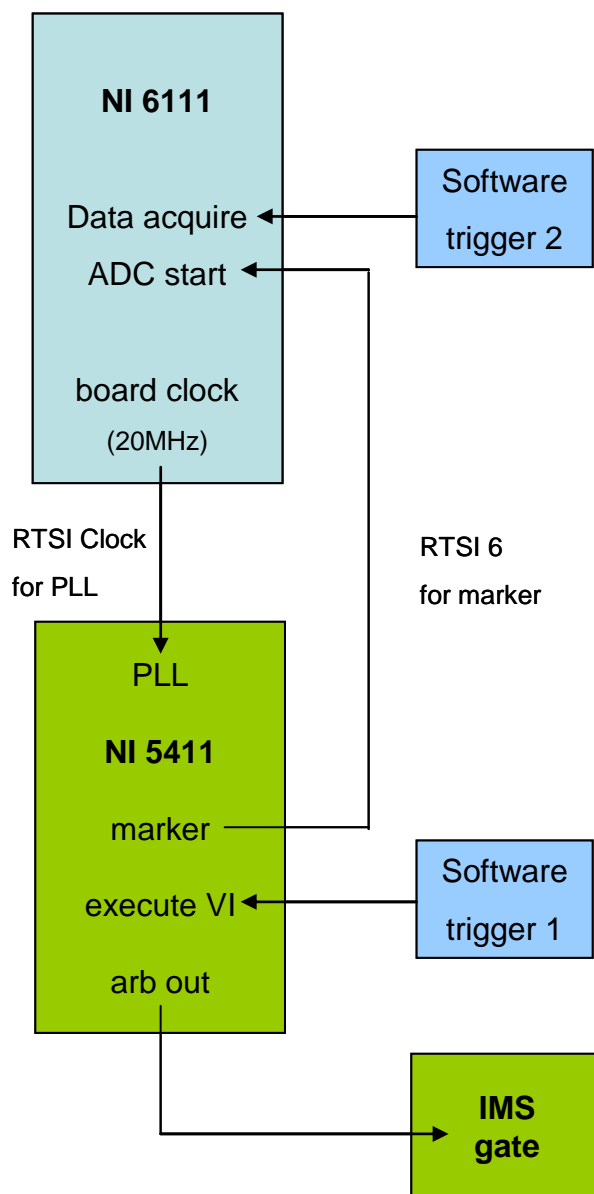 NI 6111
Data acquire
ADC start
board clock
(20MHz)
Software
trigger 2
RTSI Clock
for PLL
RTSI 6
for marker
PLL
NI 5411
marker
execute VI
arb out
Software
trigger 1
IMS
gate